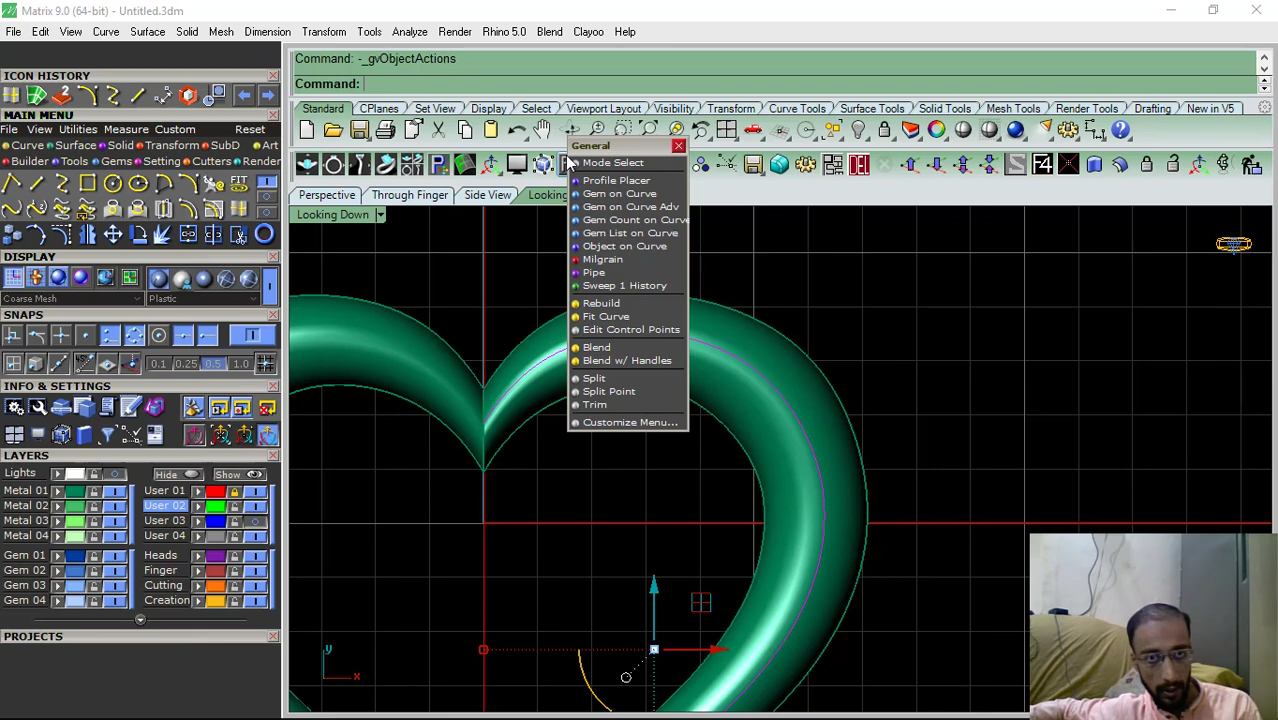 Matrix 9.0 (64-bit) - Untitled.3dm
File Edit View Curve Surface Solid Mesh Dimension Transform Tools Analyze Render Rhino 5.0 Blend Clayoo Help
ICON HISTORY
MAIN MENU
File View Utilities Measure Custom Reset
Curve Surface Solid Transform SubD Art
Builder Tools Gems Setting Cutters Render
DISPLAY
Coarse Mesh Plastic
SNAPS
0.1 0.25 0.5 1.0
INFO & SETTINGS
LAYERS
Lights Hide Show
Metal 01 User 01
Metal 02 User 02
Metal 03 User 03
Metal 04 User 04
Gem 01 Heads
Gem 02 Finger
Gem 03 Cutting
Gem 04 Creation
PROJECTS
Command: -_gvObjectActions
Command:
Standard CPlanes Set View Display Select Viewport Layout Visibility Transform Curve Tools Surface Tools Solid Tools Mesh Tools Render Tools Drafting New in V5
F4
Perspective Through Finger Side View Looking
Looking Down
General
Mode Select
Profile Placer
Gem on Curve
Gem on Curve Adv
Gem Count on Curve
Gem List on Curve
Object on Curve
Milgrain
Pipe
Sweep 1 History
Rebuild
Fit Curve
Edit Control Points
Blend
Blend w/ Handles
Split
Split Point
Trim
Customize Menu...
y
x